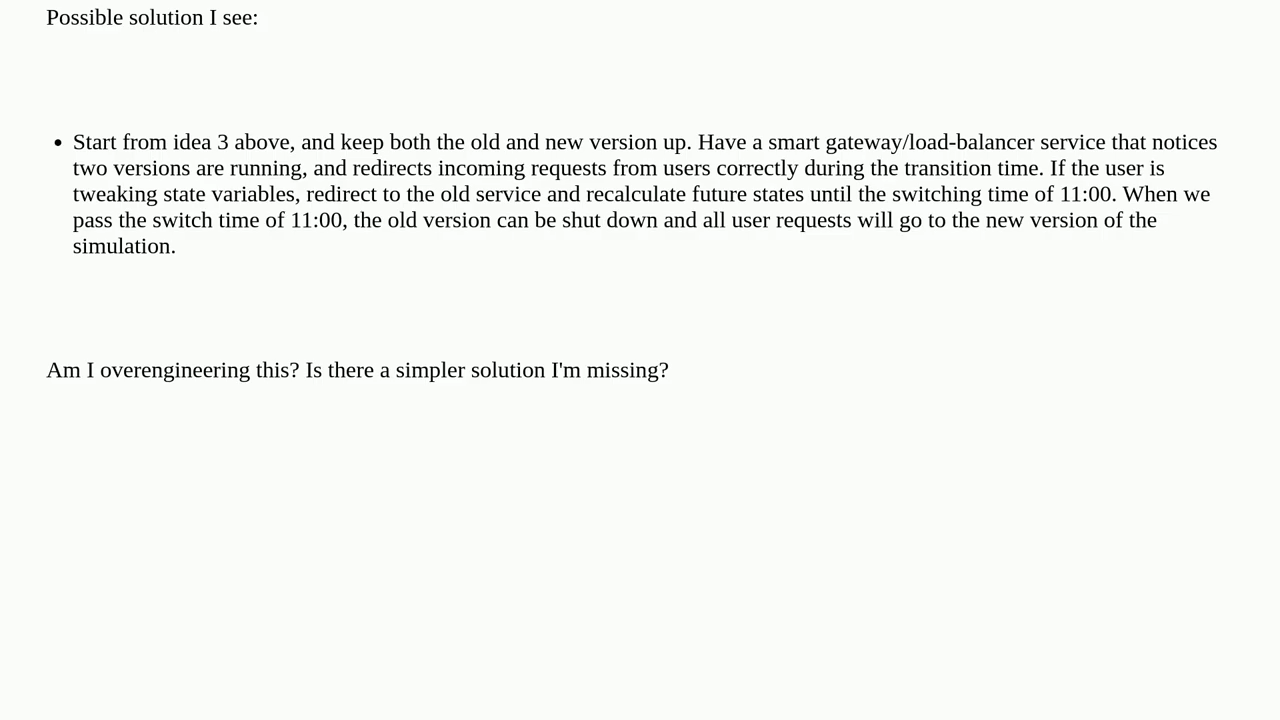 Possible solution I see:
• Start from idea 3 above, and keep both the old and new version up. Have a smart gateway/load-balancer service that notices
two versions are running, and redirects incoming requests from users correctly during the transition time. If the user is
tweaking state variables, redirect to the old service and recalculate future states until the switching time of 11:00. When we
pass the switch time of 11:00, the old version can be shut down and all user requests will go to the new version of the
simulation.
Am I overengineering this? Is there a simpler solution I'm missing?